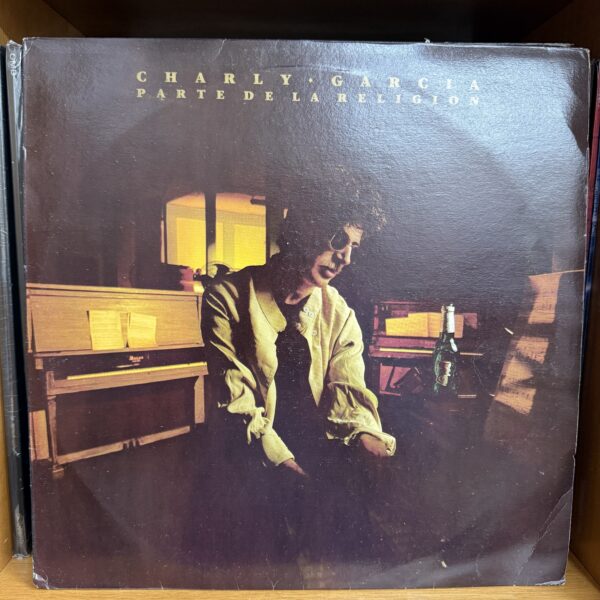 CHARLY · GARCIA
PARTE DE LA RELIGION